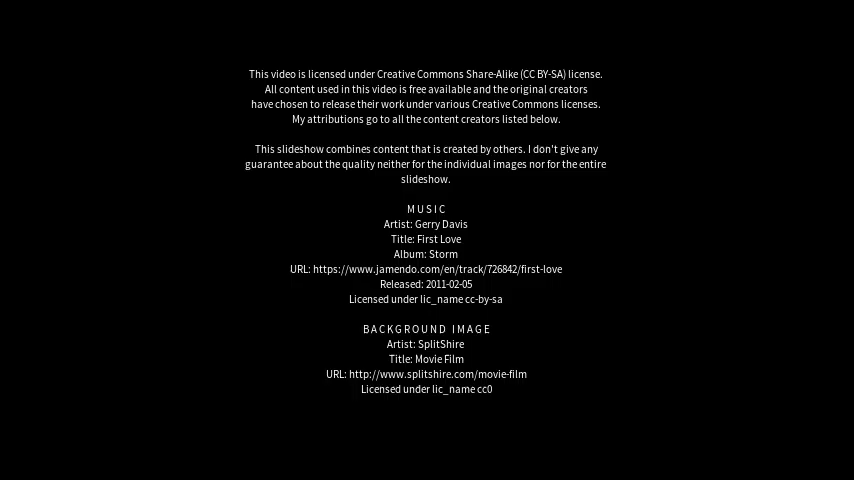 This video is licensed under Creative Commons Share-Alike (CC BY-SA) license.
All content used in this video is free available and the original creators
have chosen to release their work under various Creative Commons licenses.
My attributions go to all the content creators listed below.
This slideshow combines content that is created by others. I don't give any
guarantee about the quality neither for the individual images nor for the entire
slideshow.
MUSIC
Artist: Gerry Davis
Title: First Love
Album: Storm
URL: https://www.jamendo.com/en/track/726842/first-love
Released: 2011-02-05
Licensed under lic_name cc-by-sa
BACKGROUND IMAGE
Artist: SplitShire
Title: Movie Film
URL: http://www.splitshire.com/movie-film
Licensed under lic_name cc0